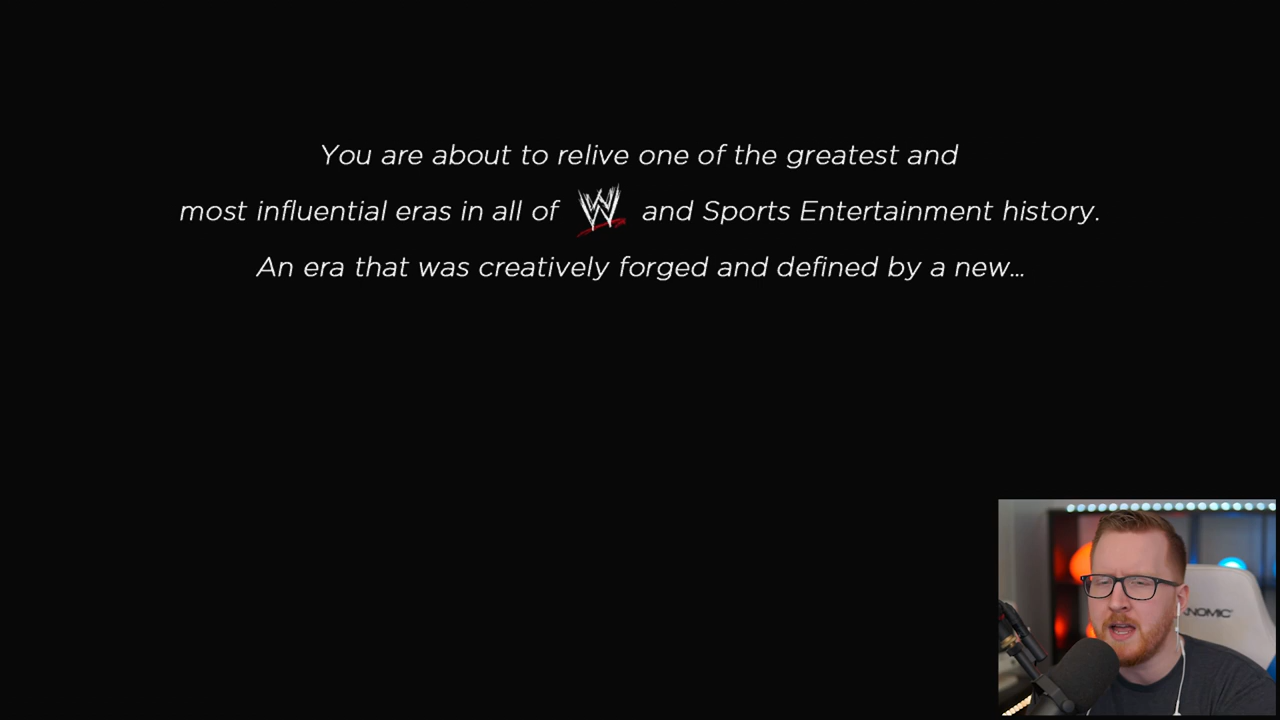 You are about to relive one of the greatest and
most influential eras in all of W and Sports Entertainment history.
An era that was creatively forged and defined by a new...
NOMIC